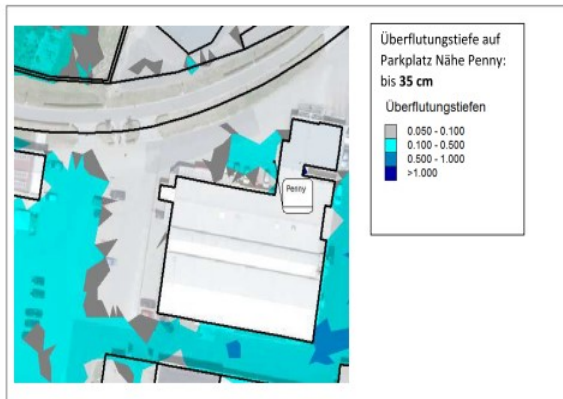 Überflutungstiefe auf
Parkplatz Nähe Penny:
bis 35 cm
Überflutungstiefen
0.050 - 0.100
0.100 - 0.500
0.500 - 1.000
>1.000
Penny